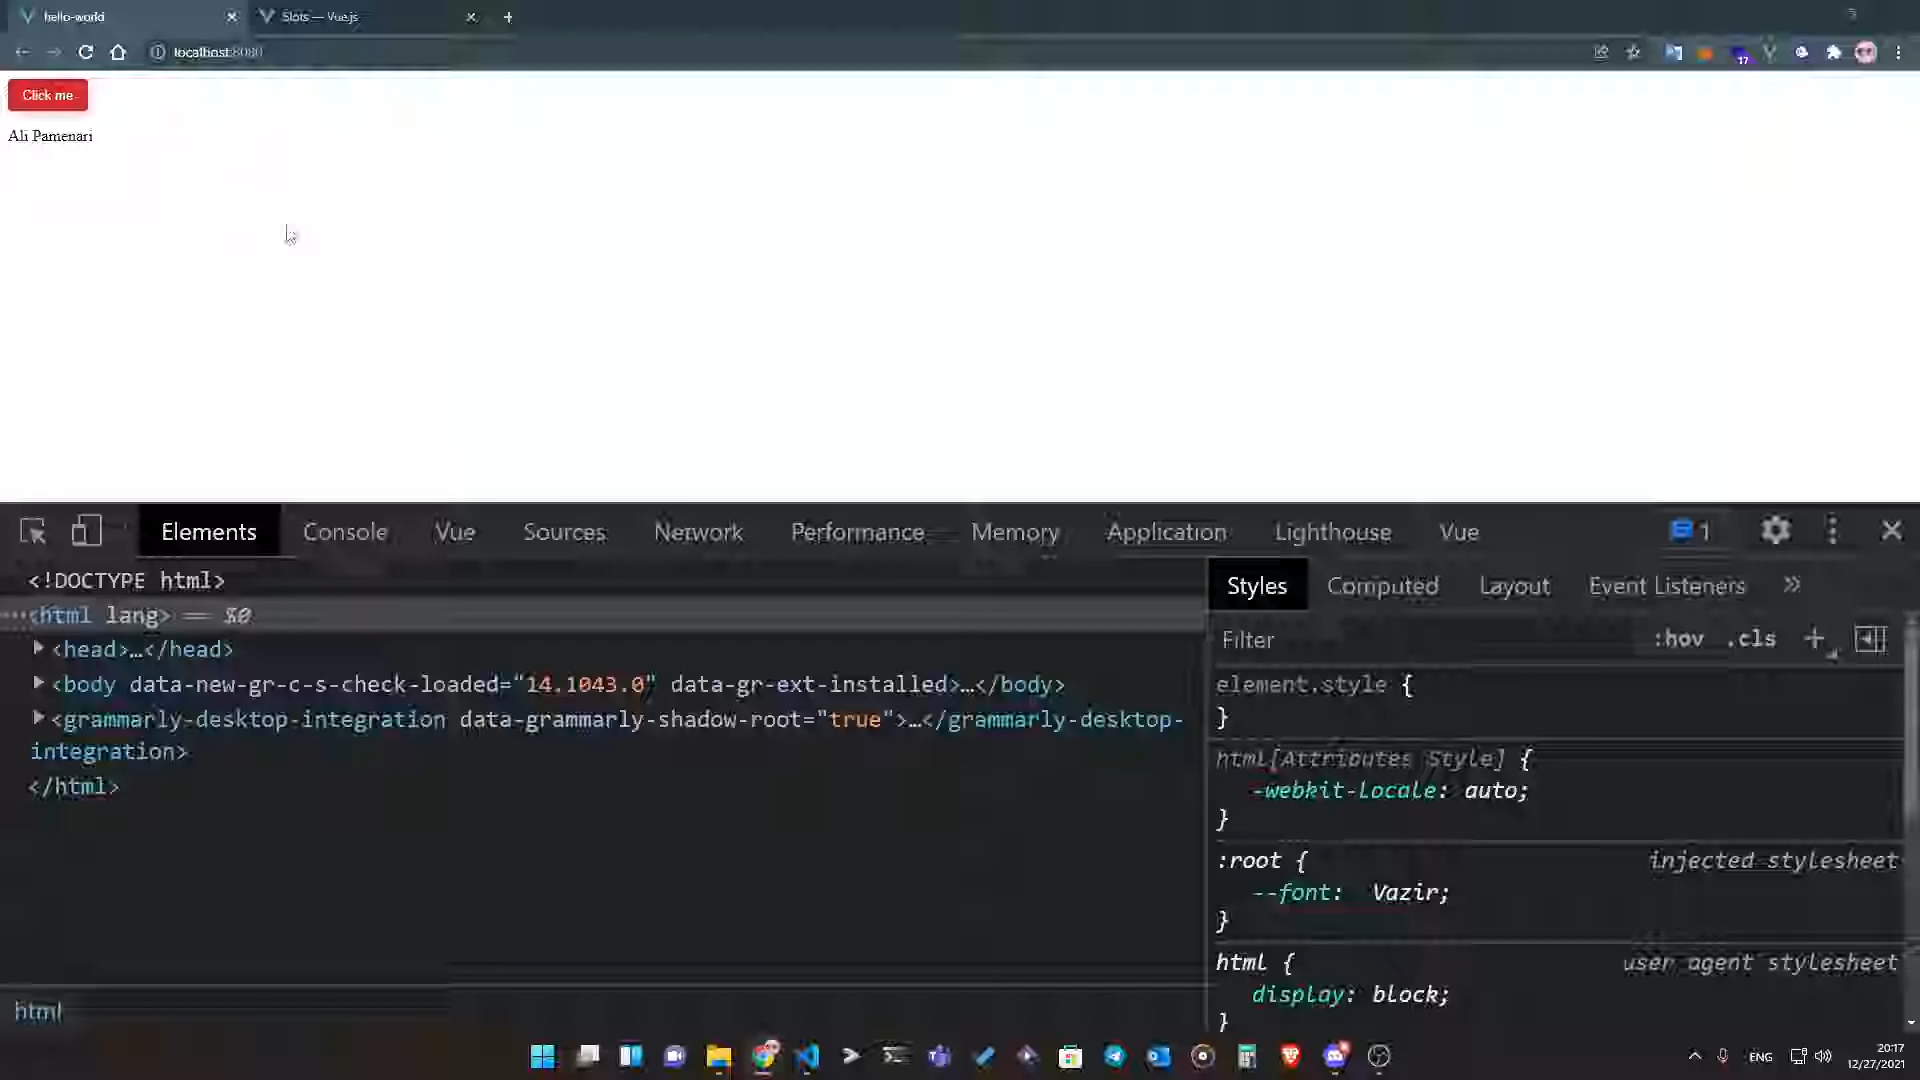 hello-world
Slots — Vue.js
localhost:8080
17
Click me
Ali Pamenari
Elements Console Vue Sources Network Performance Memory Application Lighthouse Vue 1
<!DOCTYPE html>
…<html lang> == $0
<head>…</head>
<body data-new-gr-c-s-check-loaded="14.1043.0" data-gr-ext-installed>…</body>
<grammarly-desktop-integration data-grammarly-shadow-root="true">…</grammarly-desktop-
integration>
</html>
html
Styles Computed Layout Event Listeners »
Filter :hov .cls +
element.style {
}
html[Attributes Style] {
-webkit-locale: auto;
}
:root { injected stylesheet
--font: Vazir;
}
html { user agent stylesheet
display: block;
}
ENG
20:17
12/27/2021